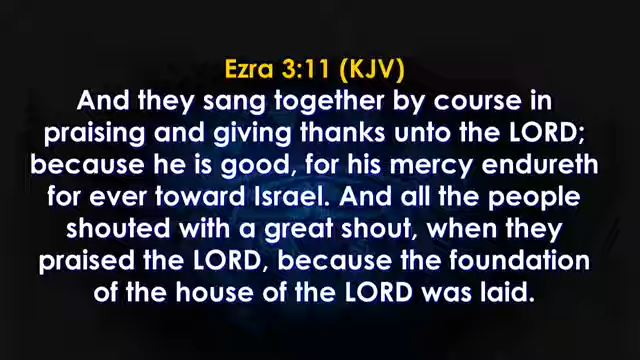 Ezra 3:11 (KJV)
And they sang together by course in
praising and giving thanks unto the LORD;
because he is good, for his mercy endureth
for ever toward Israel. And all the people
shouted with a great shout, when they
praised the LORD, because the foundation
of the house of the LORD was laid.